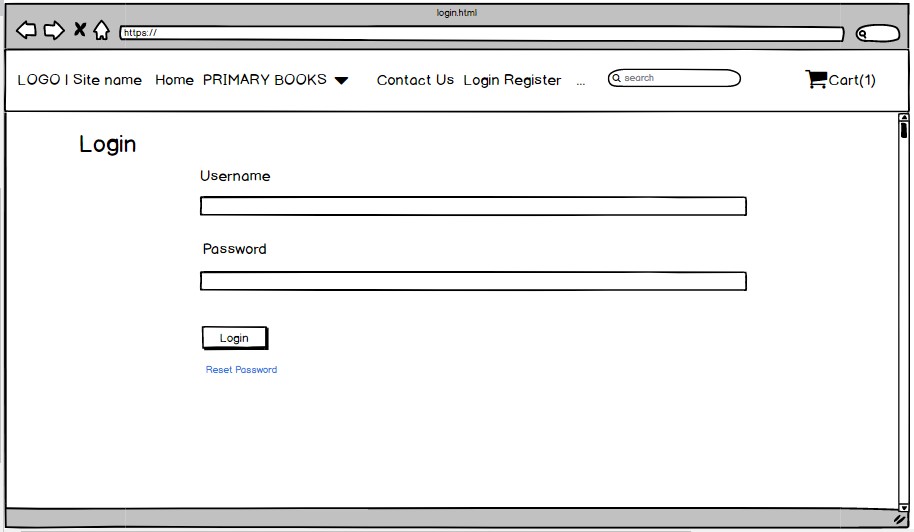 login.html
https://
LOGO | Site name Home PRIMARY BOOKS Contact Us Login Register ... search Cart(1)
Login
Username
Password
Login
Reset Password